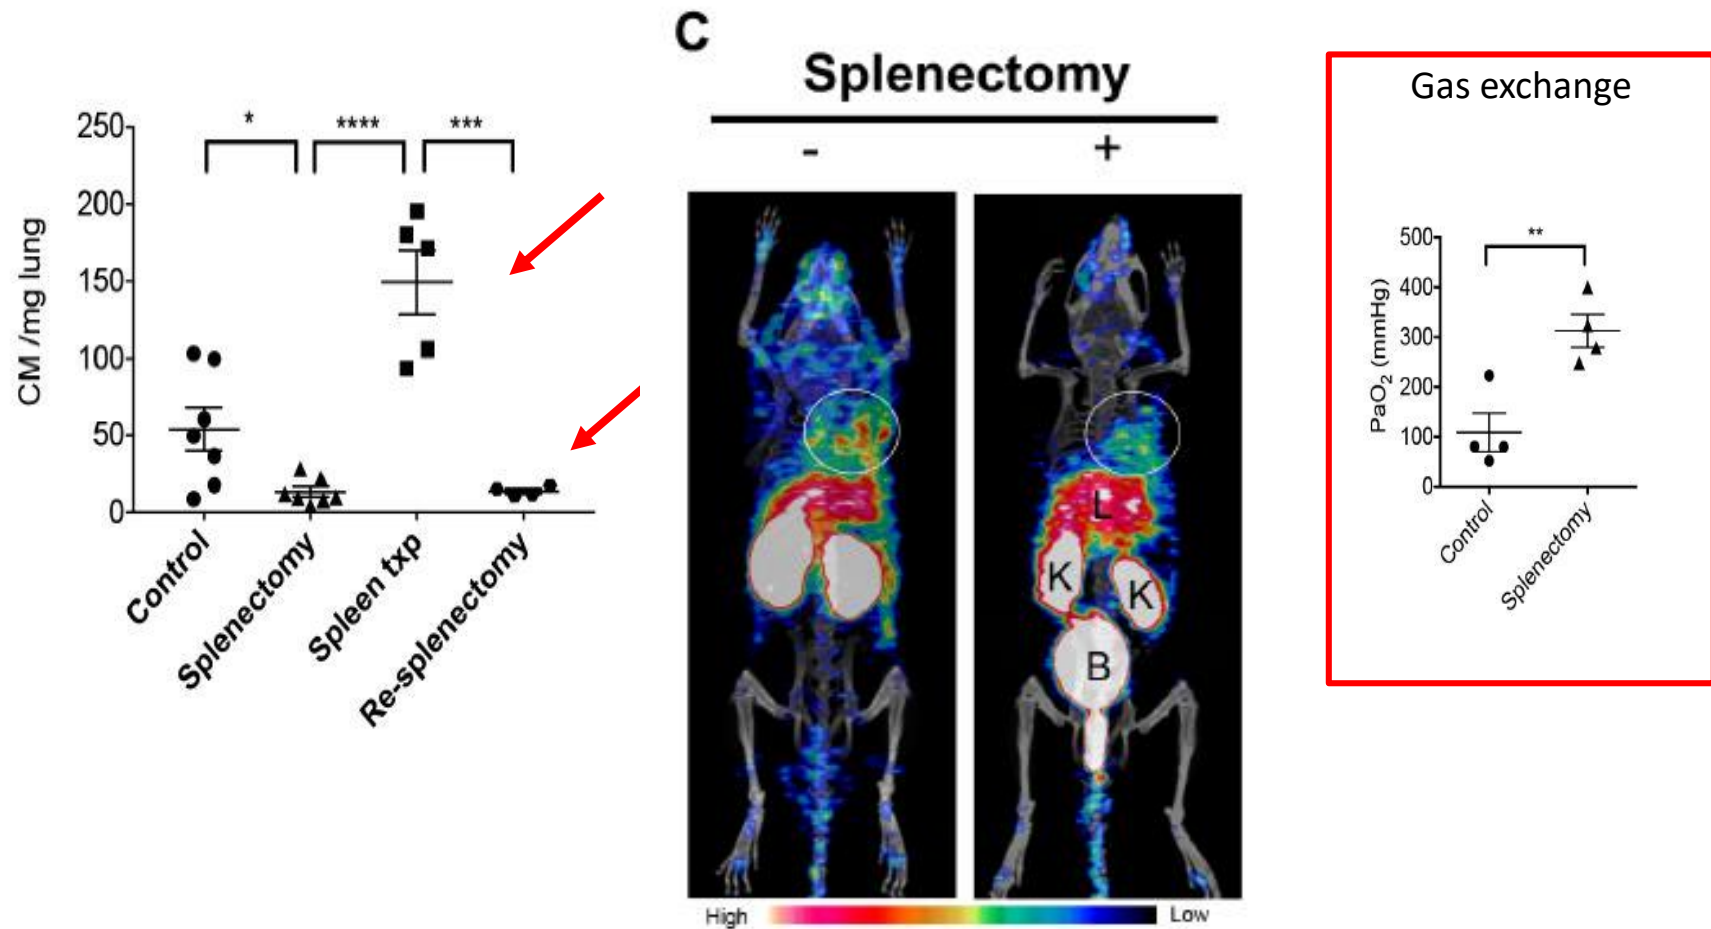 C
Splenectomy
-
+
CM /mg lung
250
200
150
100
50
0
*
****
***
Control
Splenectomy
Spleen txp
Re-splenectomy
L
K
K
B
High
Low
Gas exchange
PaO2 (mmHg)
500
400
300
200
100
0
**
Control
Splenectomy